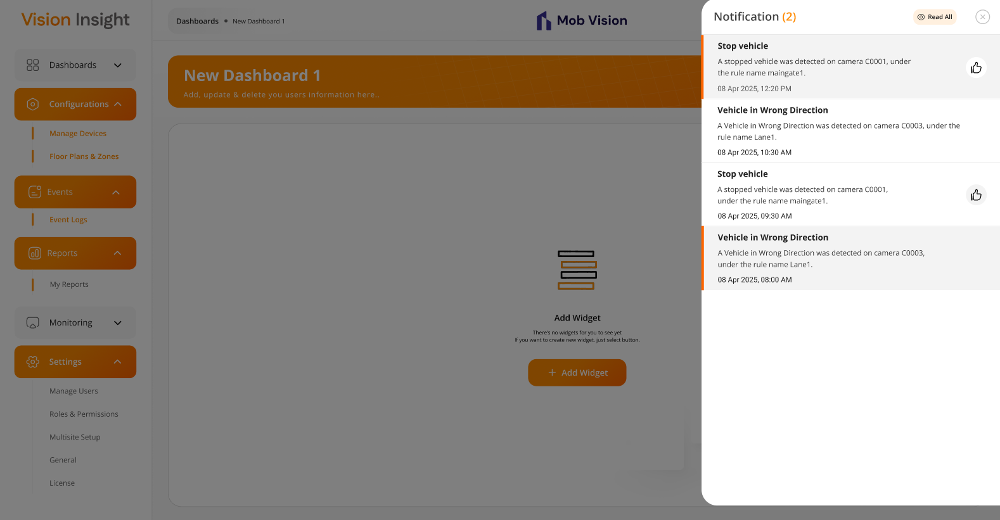 Vision Insight
Dashboards
Configurations
Manage Devices
Floor Plans & Zones
Events
Event Logs
Reports
My Reports
Monitoring
Settings
Manage Users
Roles & Permissions
Multisite Setup
General
License
Dashboards • New Dashboard 1
Mob Vision
New Dashboard 1
Add, update & delete you users information here..
Add Widget
There's no widgets for you to see yet
If you want to create new widget, just select button.
+ Add Widget
Notification (2)
Read All
Stop vehicle
A stopped vehicle was detected on camera C0001, under
the rule name maingate1.
08 Apr 2025, 12:20 PM
Vehicle in Wrong Direction
A Vehicle in Wrong Direction was detected on camera C0003, under the
rule name Lane1.
08 Apr 2025, 10:30 AM
Stop vehicle
A stopped vehicle was detected on camera C0001,
under the rule name maingate1.
08 Apr 2025, 09:30 AM
Vehicle in Wrong Direction
A Vehicle in Wrong Direction was detected on camera C0003,
under the rule name Lane1.
08 Apr 2025, 08:00 AM